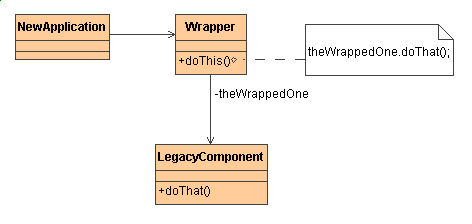 NewApplication
Wrapper
+doThis()
theWrappedOne.doThat();
-theWrappedOne
LegacyComponent
+doThat()